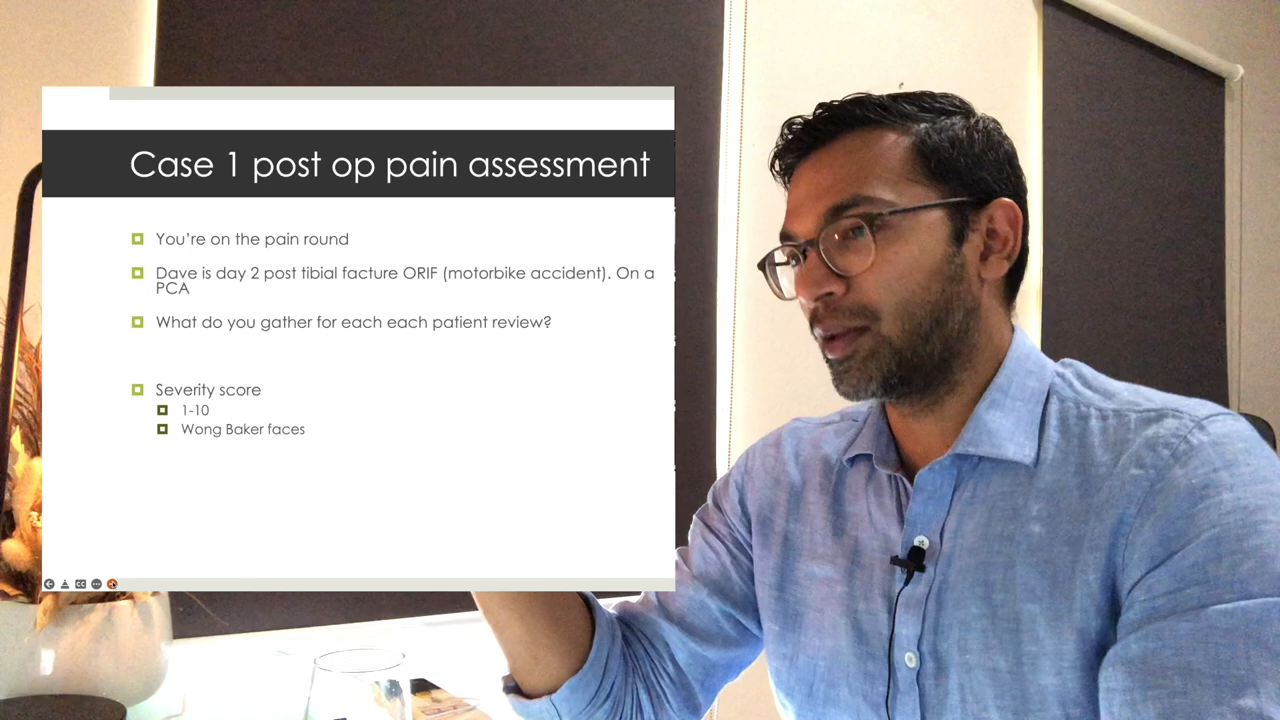 Case 1 post op pain assessment
You're on the pain round
Dave is day 2 post tibial facture ORIF (motorbike accident). On a
PCA
What do you gather for each each patient review?
Severity score
1-10
Wong Baker faces